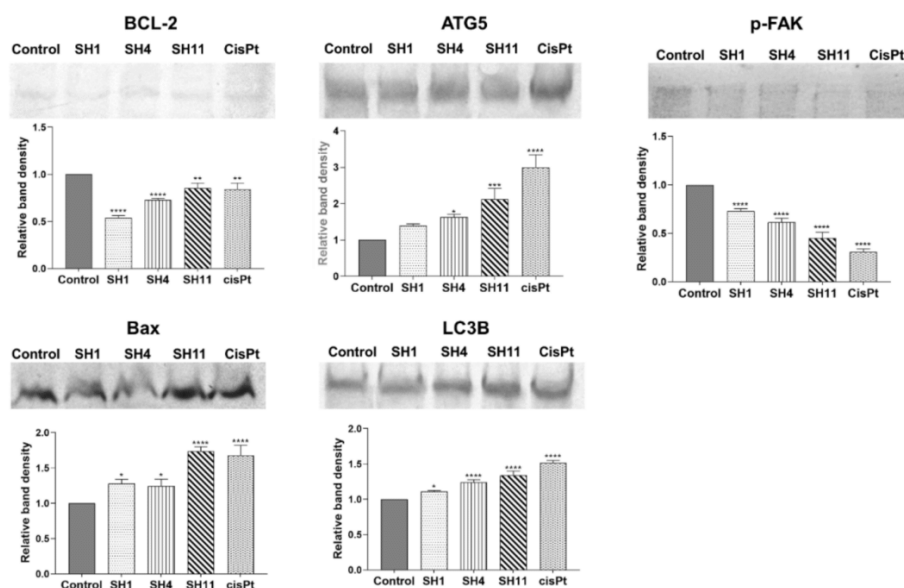 BCL-2
Control SH1 SH4 SH11 CisPt
Relative band density
1.5
1.0
0.5
0.0
****
****
**
**
Control SH1 SH4 SH11 cisPt
ATG5
Control SH1 SH4 SH11 CisPt
Relative band density
4
3
2
1
0
*
***
****
Control SH1 SH4 SH11 cisPt
p-FAK
Control SH1 SH4 SH11 CisPt
Relative band density
1.5
1.0
0.5
0.0
****
****
****
****
Control SH1 SH4 SH11 CisPt
Bax
Control SH1 SH4 SH11 CisPt
Relative band density
2.0
1.5
1.0
0.5
0.0
*
*
****
****
Control SH1 SH4 SH11 cisPt
LC3B
Control SH1 SH4 SH11 CisPt
Relative band density
2.0
1.5
1.0
0.5
0.0
*
****
****
****
Control SH1 SH4 SH11 cisPt